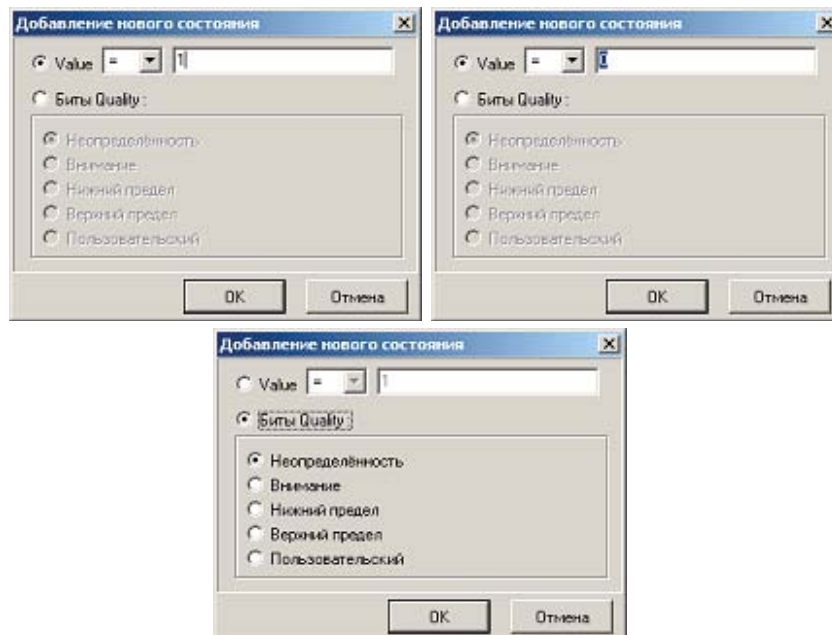 Добавление нового состояния
Value = 1
Биты Quality :
Неопределённость
Внимание
Нижний предел
Верхний предел
Пользовательский
OK Отмена
Добавление нового состояния
Value = 0
Биты Quality :
Неопределённость
Внимание
Нижний предел
Верхний предел
Пользовательский
OK Отмена
Добавление нового состояния
Value = 1
Биты Quality :
Неопределённость
Внимание
Нижний предел
Верхний предел
Пользовательский
OK Отмена